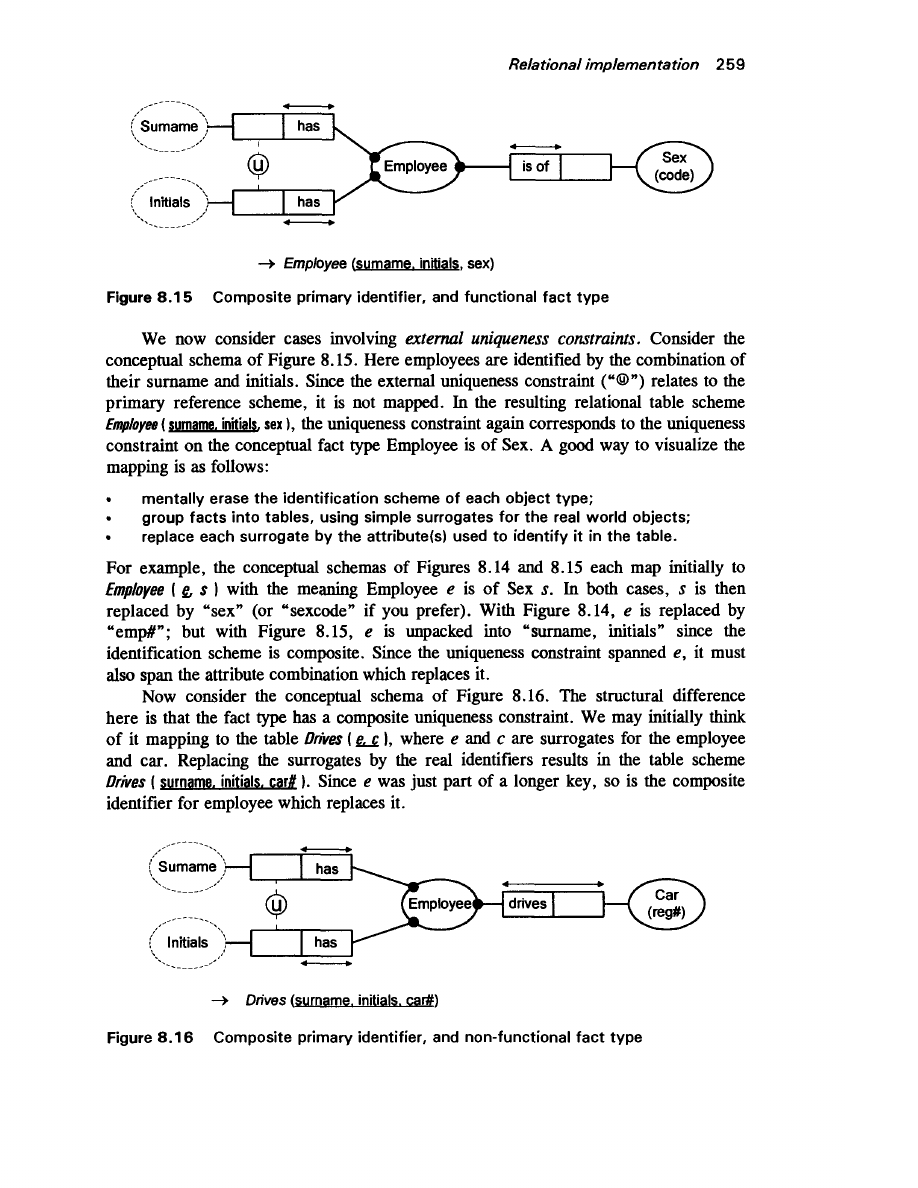 Relational implementation 259
Surname has
U
Employee is of Sex
(code)
Initials has
→ Employee (surname, initials, sex)
Figure 8.15 Composite primary identifier, and functional fact type
We now consider cases involving external uniqueness constraints. Consider the
conceptual schema of Figure 8.15. Here employees are identified by the combination of
their surname and initials. Since the external uniqueness constraint (“Ⓤ”) relates to the
primary reference scheme, it is not mapped. In the resulting relational table scheme
Employee ( surname, initials, sex ), the uniqueness constraint again corresponds to the uniqueness
constraint on the conceptual fact type Employee is of Sex. A good way to visualize the
mapping is as follows:
• mentally erase the identification scheme of each object type;
• group facts into tables, using simple surrogates for the real world objects;
• replace each surrogate by the attribute(s) used to identify it in the table.
For example, the conceptual schemas of Figures 8.14 and 8.15 each map initially to
Employee ( e, s ) with the meaning Employee e is of Sex s. In both cases, s is then
replaced by “sex” (or “sexcode” if you prefer). With Figure 8.14, e is replaced by
“emp#”; but with Figure 8.15, e is unpacked into “surname, initials” since the
identification scheme is composite. Since the uniqueness constraint spanned e, it must
also span the attribute combination which replaces it.
Now consider the conceptual schema of Figure 8.16. The structural difference
here is that the fact type has a composite uniqueness constraint. We may initially think
of it mapping to the table Drives ( e, c ), where e and c are surrogates for the employee
and car. Replacing the surrogates by the real identifiers results in the table scheme
Drives ( surname, initials, car# ). Since e was just part of a longer key, so is the composite
identifier for employee which replaces it.
Surname has
U
Employee drives Car
(reg#)
Initials has
→ Drives (surname, initials, car#)
Figure 8.16 Composite primary identifier, and non-functional fact type